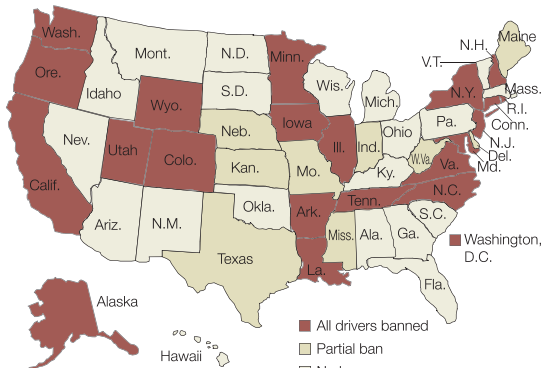 Wash.
Ore.
Calif.
Nev.
Idaho
Mont.
Wyo.
Utah
Colo.
Ariz.
N.M.
N.D.
S.D.
Neb.
Kan.
Okla.
Texas
Minn.
Iowa
Mo.
Ark.
La.
Wis.
Ill.
Mich.
Ind.
Ohio
Ky.
Tenn.
Miss.
Ala.
Ga.
Fla.
S.C.
N.C.
Va.
W.Va.
Pa.
N.Y.
V.T.
N.H.
Maine
Mass.
R.I.
Conn.
N.J.
Del.
Md.
Washington,
D.C.
Alaska
Hawaii
All drivers banned
Partial ban